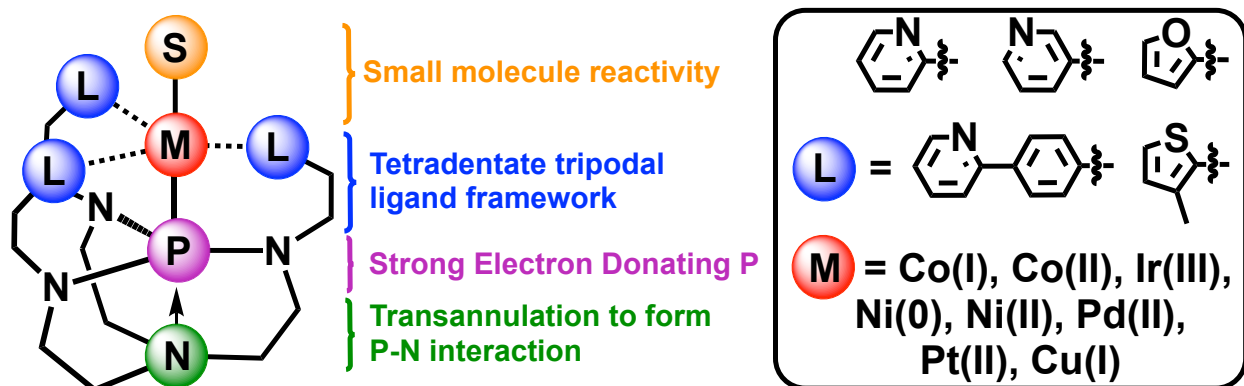 S
L
M
L
L
N
P
N
N
N
Small molecule reactivity
Tetradentate tripodal
ligand framework
Strong Electron Donating P
Transannulation to form
P-N interaction
N
N
O
L =
N
S
M = Co(I), Co(II), Ir(III),
Ni(0), Ni(II), Pd(II),
Pt(II), Cu(I)